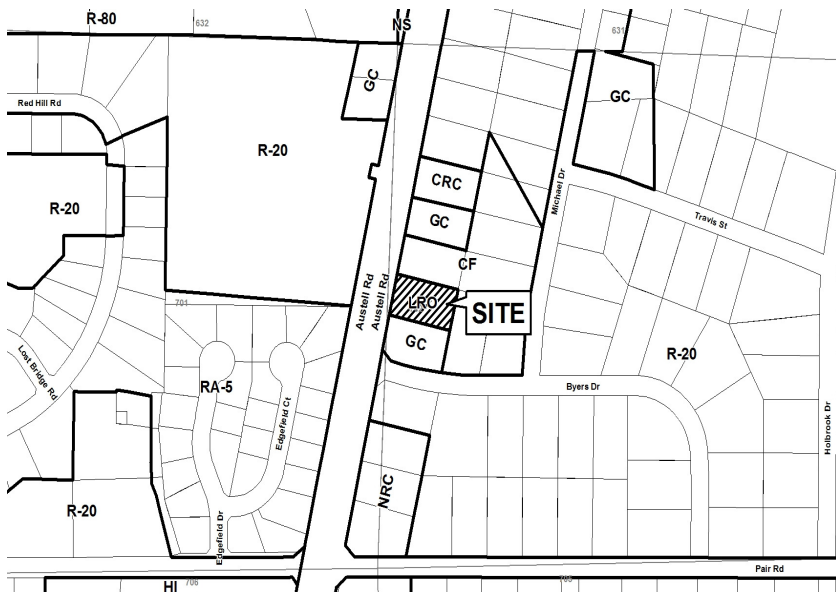 R-80
632
NS
631
GC
GC
Red Hill Rd
R-20
CRC
R-20
GC
Michael Dr
Travis St
CF
Austell Rd
Austell Rd
LRO
SITE
701
GC
R-20
Lost Bridge Rd
RA-5
Byers Dr
Edgefield Ct
Holbrook Dr
NRC
R-20
Edgefield Dr
Pair Rd
HI
706